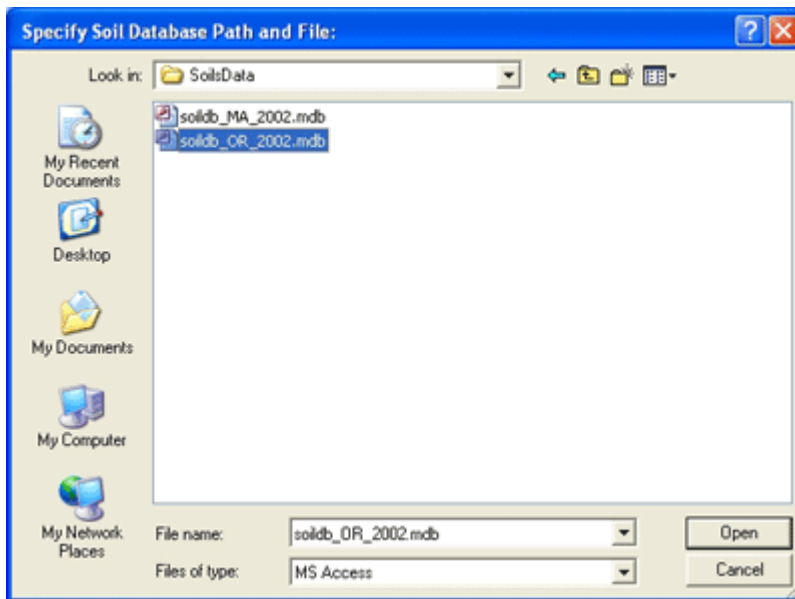 Specify Soil Database Path and File:
Look in:
SoilsData
soildb_MA_2002.mdb
soildb_OR_2002.mdb
My Recent
Documents
Desktop
My Documents
My Computer
My Network
Places
File name:
soildb_OR_2002.mdb
Open
Files of type:
MS Access
Cancel